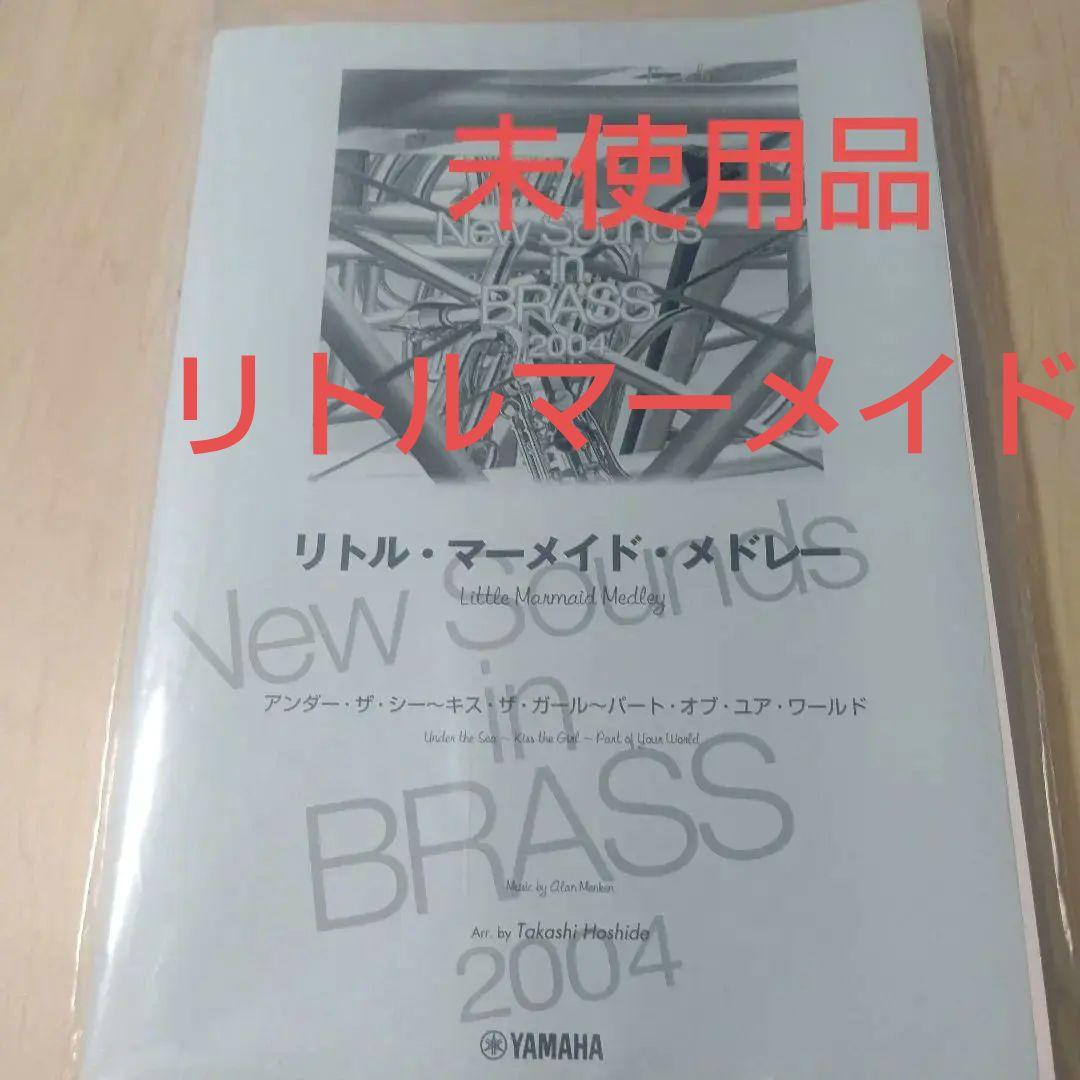 未使用品
New Sounds
in
BRASS
2004
リトルマーメイド
リトル・マーメイド・メドレー
Little Marmaid Medley
New Sounds
in
BRASS
2004
アンダー・ザ・シー〜キス・ザ・ガール〜パート・オブ・ユア・ワールド
Under the Sea ~ Kiss the Girl ~ Part of Your World
Music by Alan Menken
Arr. by Takashi Hoshide
YAMAHA